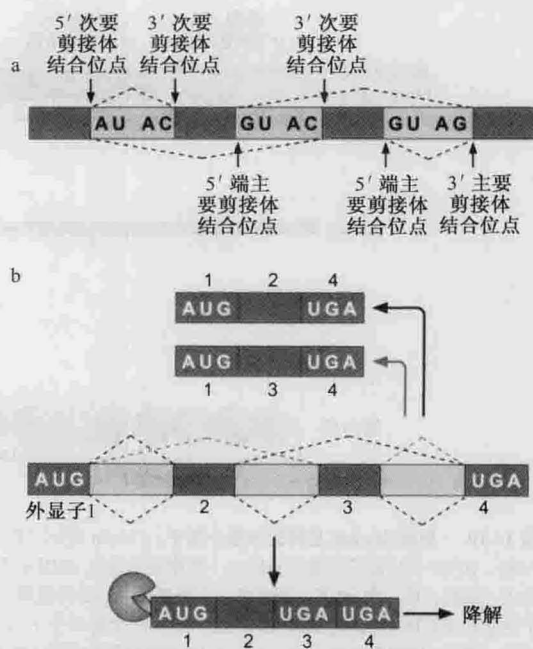 a
5′ 次要
剪接体
结合位点
3′ 次要
剪接体
结合位点
3′ 次要
剪接体
结合位点
AU AC GU AC GU AG
5′ 端主
要剪接体
结合位点
5′ 端主
要剪接体
结合位点
3′ 主要
剪接体
结合位点
b
1 2 4
AUG UGA
AUG UGA
1 3 4
AUG UGA
外显子1 2 3 4
AUG UGA UGA
1 2 3 4
降解